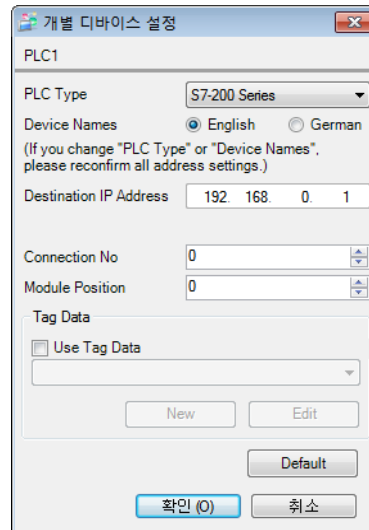 개별 디바이스 설정
PLC1
PLC Type S7-200 Series
Device Names English German
(If you change "PLC Type" or "Device Names",
please reconfirm all address settings.)
Destination IP Address 192. 168. 0. 1
Connection No 0
Module Position 0
Tag Data
Use Tag Data
New Edit
Default
확인 (O) 취소